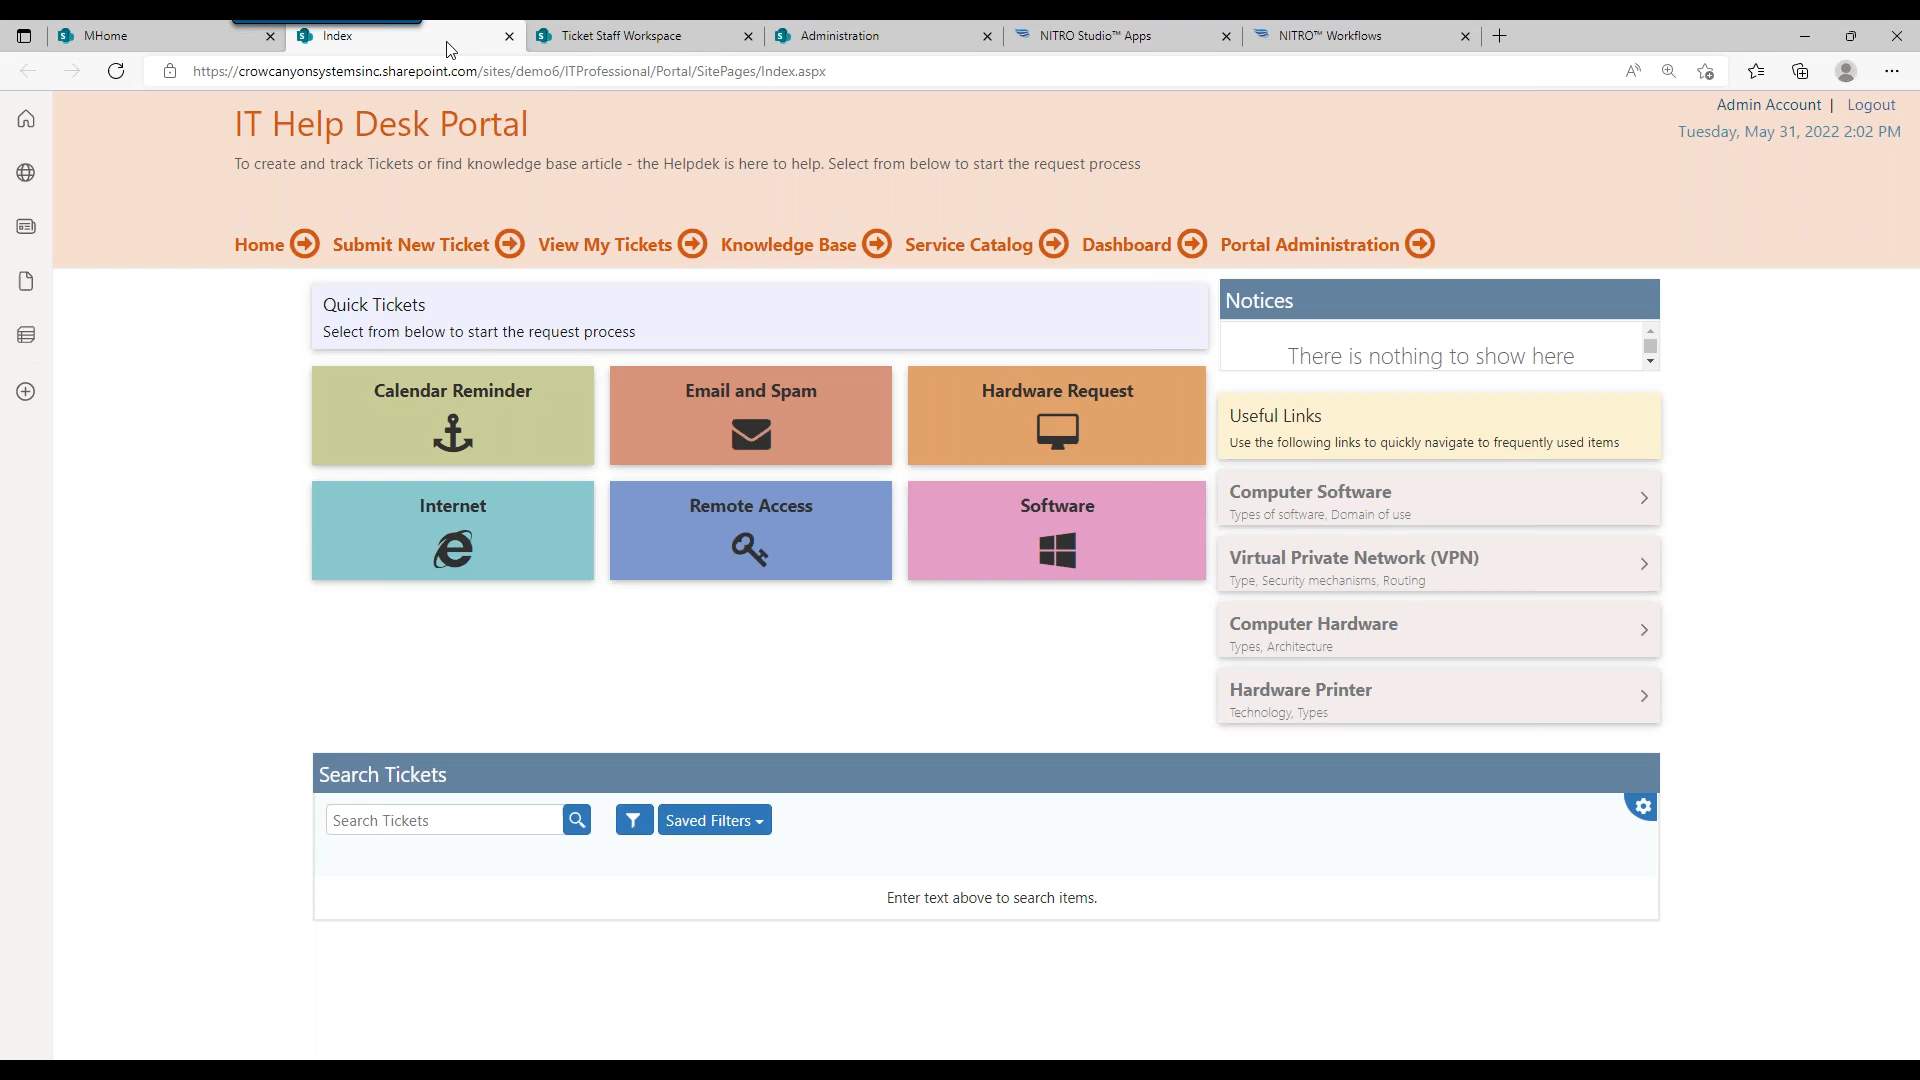 MHome
Index
Ticket Staff Workspace
Administration
NITRO Studio™ Apps
NITRO™ Workflows
https://crowcanyonsystemsinc.sharepoint.com/sites/demo6/ITProfessional/Portal/SitePages/Index.aspx
Admin Account | Logout
Tuesday, May 31, 2022 2:02 PM
IT Help Desk Portal
To create and track Tickets or find knowledge base article - the Helpdek is here to help. Select from below to start the request process
Home Submit New Ticket View My Tickets Knowledge Base Service Catalog Dashboard Portal Administration
Quick Tickets
Select from below to start the request process
Calendar Reminder
Email and Spam
Hardware Request
Internet
Remote Access
Software
Notices
There is nothing to show here
Useful Links
Use the following links to quickly navigate to frequently used items
Computer Software
Types of software, Domain of use
Virtual Private Network (VPN)
Type, Security mechanisms, Routing
Computer Hardware
Types, Architecture
Hardware Printer
Technology, Types
Search Tickets
Search Tickets
Saved Filters
Enter text above to search items.